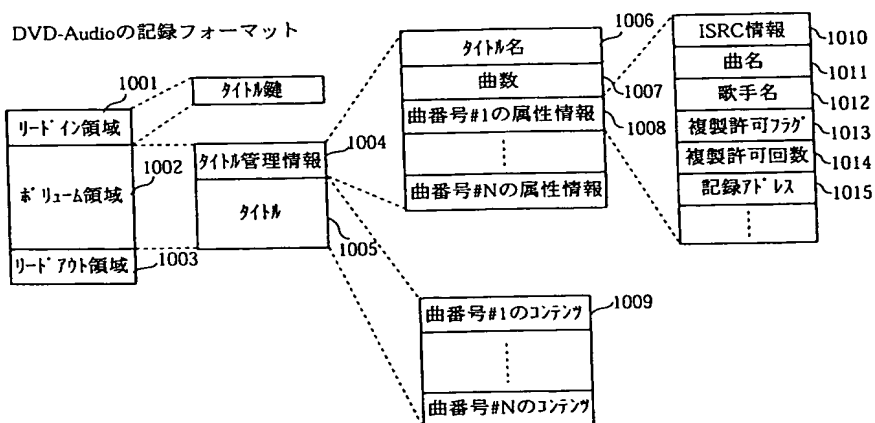 DVD-Audioの記録フォーマット
1001
リードイン領域
ボリューム領域
1002
リードアウト領域
1003
タイトル鍵
タイトル管理情報
1004
タイトル
1005
タイトル名
1006
曲数
1007
曲番号#1の属性情報
1008
曲番号#Nの属性情報
曲番号#1のコンテンツ
1009
曲番号#Nのコンテンツ
ISRC情報
1010
曲名
1011
歌手名
1012
複製許可フラグ
1013
複製許可回数
1014
記録アドレス
1015